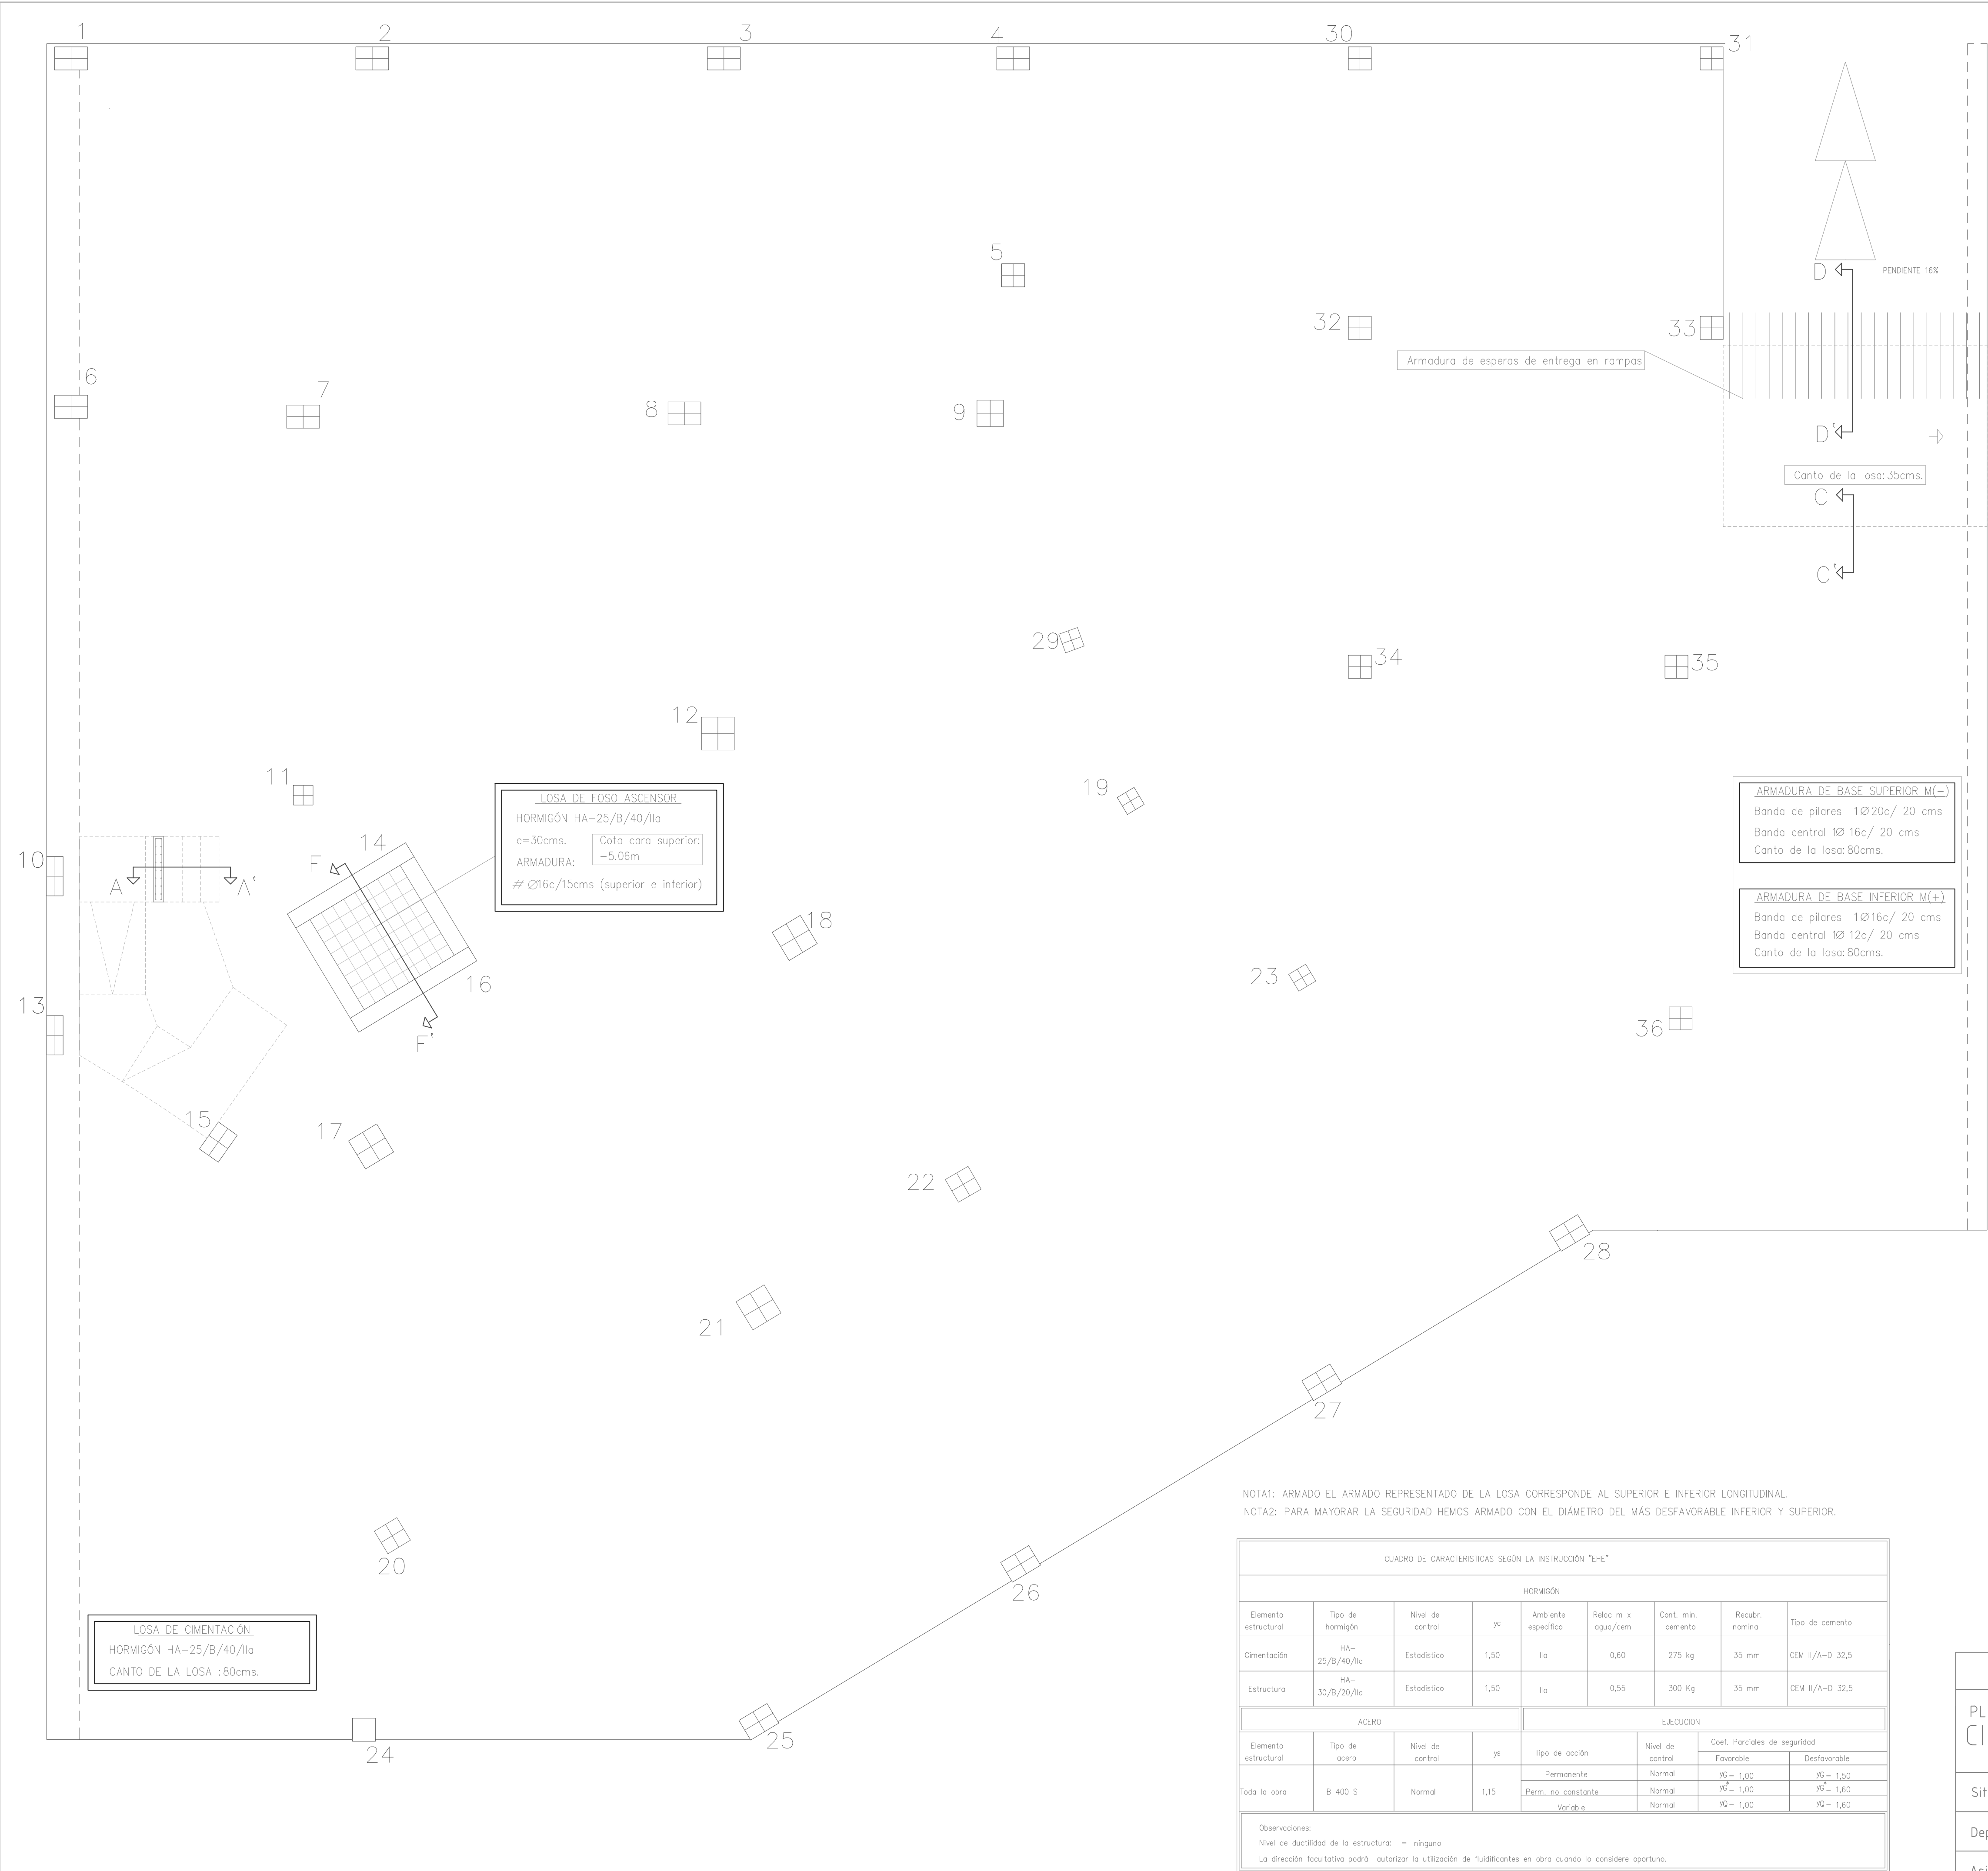 1
2
3
4
30
31
5
PENDIENTE 16%
D
32
33
Armadura de esperas de entrega en rampas
6
7
8
9
D'
Canto de la losa: 35cms.
C
C'
29
34
35
12
11
19
LOSA DE FOSO ASCENSOR
HORMIGÓN HA-25/B/40/IIa
e=30cms.
Cota cara superior:
-5.06m
ARMADURA:
# Ø16c/15cms (superior e inferior)
ARMADURA DE BASE SUPERIOR M(-)
Banda de pilares 1Ø20c/ 20 cms
Banda central 1Ø 16c/ 20 cms
Canto de la losa: 80cms.
ARMADURA DE BASE INFERIOR M(+)
Banda de pilares 1Ø16c/ 20 cms
Banda central 1Ø 12c/ 20 cms
Canto de la losa: 80cms.
10
14
F
A
A'
18
16
23
13
F'
36
15
17
22
28
21
27
20
26
LOSA DE CIMENTACIÓN
HORMIGÓN HA-25/B/40/IIa
CANTO DE LA LOSA : 80cms.
24
25
NOTA1: ARMADO EL ARMADO REPRESENTADO DE LA LOSA CORRESPONDE AL SUPERIOR E INFERIOR LONGITUDINAL.
NOTA2: PARA MAYORAR LA SEGURIDAD HEMOS ARMADO CON EL DIÁMETRO DEL MÁS DESFAVORABLE INFERIOR Y SUPERIOR.
CUADRO DE CARACTERISTICAS SEGÚN LA INSTRUCCIÓN "EHE"
HORMIGÓN
Elemento estructural
Tipo de hormigón
Nivel de control
γc
Ambiente específico
Relac m x agua/cem
Cont. min. cemento
Recubr. nominal
Tipo de cemento
Cimentación
HA-25/B/40/IIa
Estadistico
1,50
IIa
0,60
275 kg
35 mm
CEM II/A-D 32,5
Estructura
HA-30/B/20/IIa
Estadistico
1,50
IIa
0,55
300 Kg
35 mm
CEM II/A-D 32,5
ACERO
EJECUCION
Elemento estructural
Tipo de acero
Nivel de control
γs
Tipo de acción
Nivel de control
Coef. Parciales de seguridad
Favorable
Desfavorable
Toda la obra
B 400 S
Normal
1,15
Permanente
Normal
γG = 1,00
γG = 1,50
Perm. no constante
Normal
γG* = 1,00
γG* = 1,60
Variable
Normal
γQ = 1,00
γQ = 1,60
Observaciones:
Nivel de ductilidad de la estructura: = ninguno
La dirección facultativa podrá autorizar la utilización de fluidificantes en obra cuando lo considere oportuno.
PL
CI
Sit
Dep